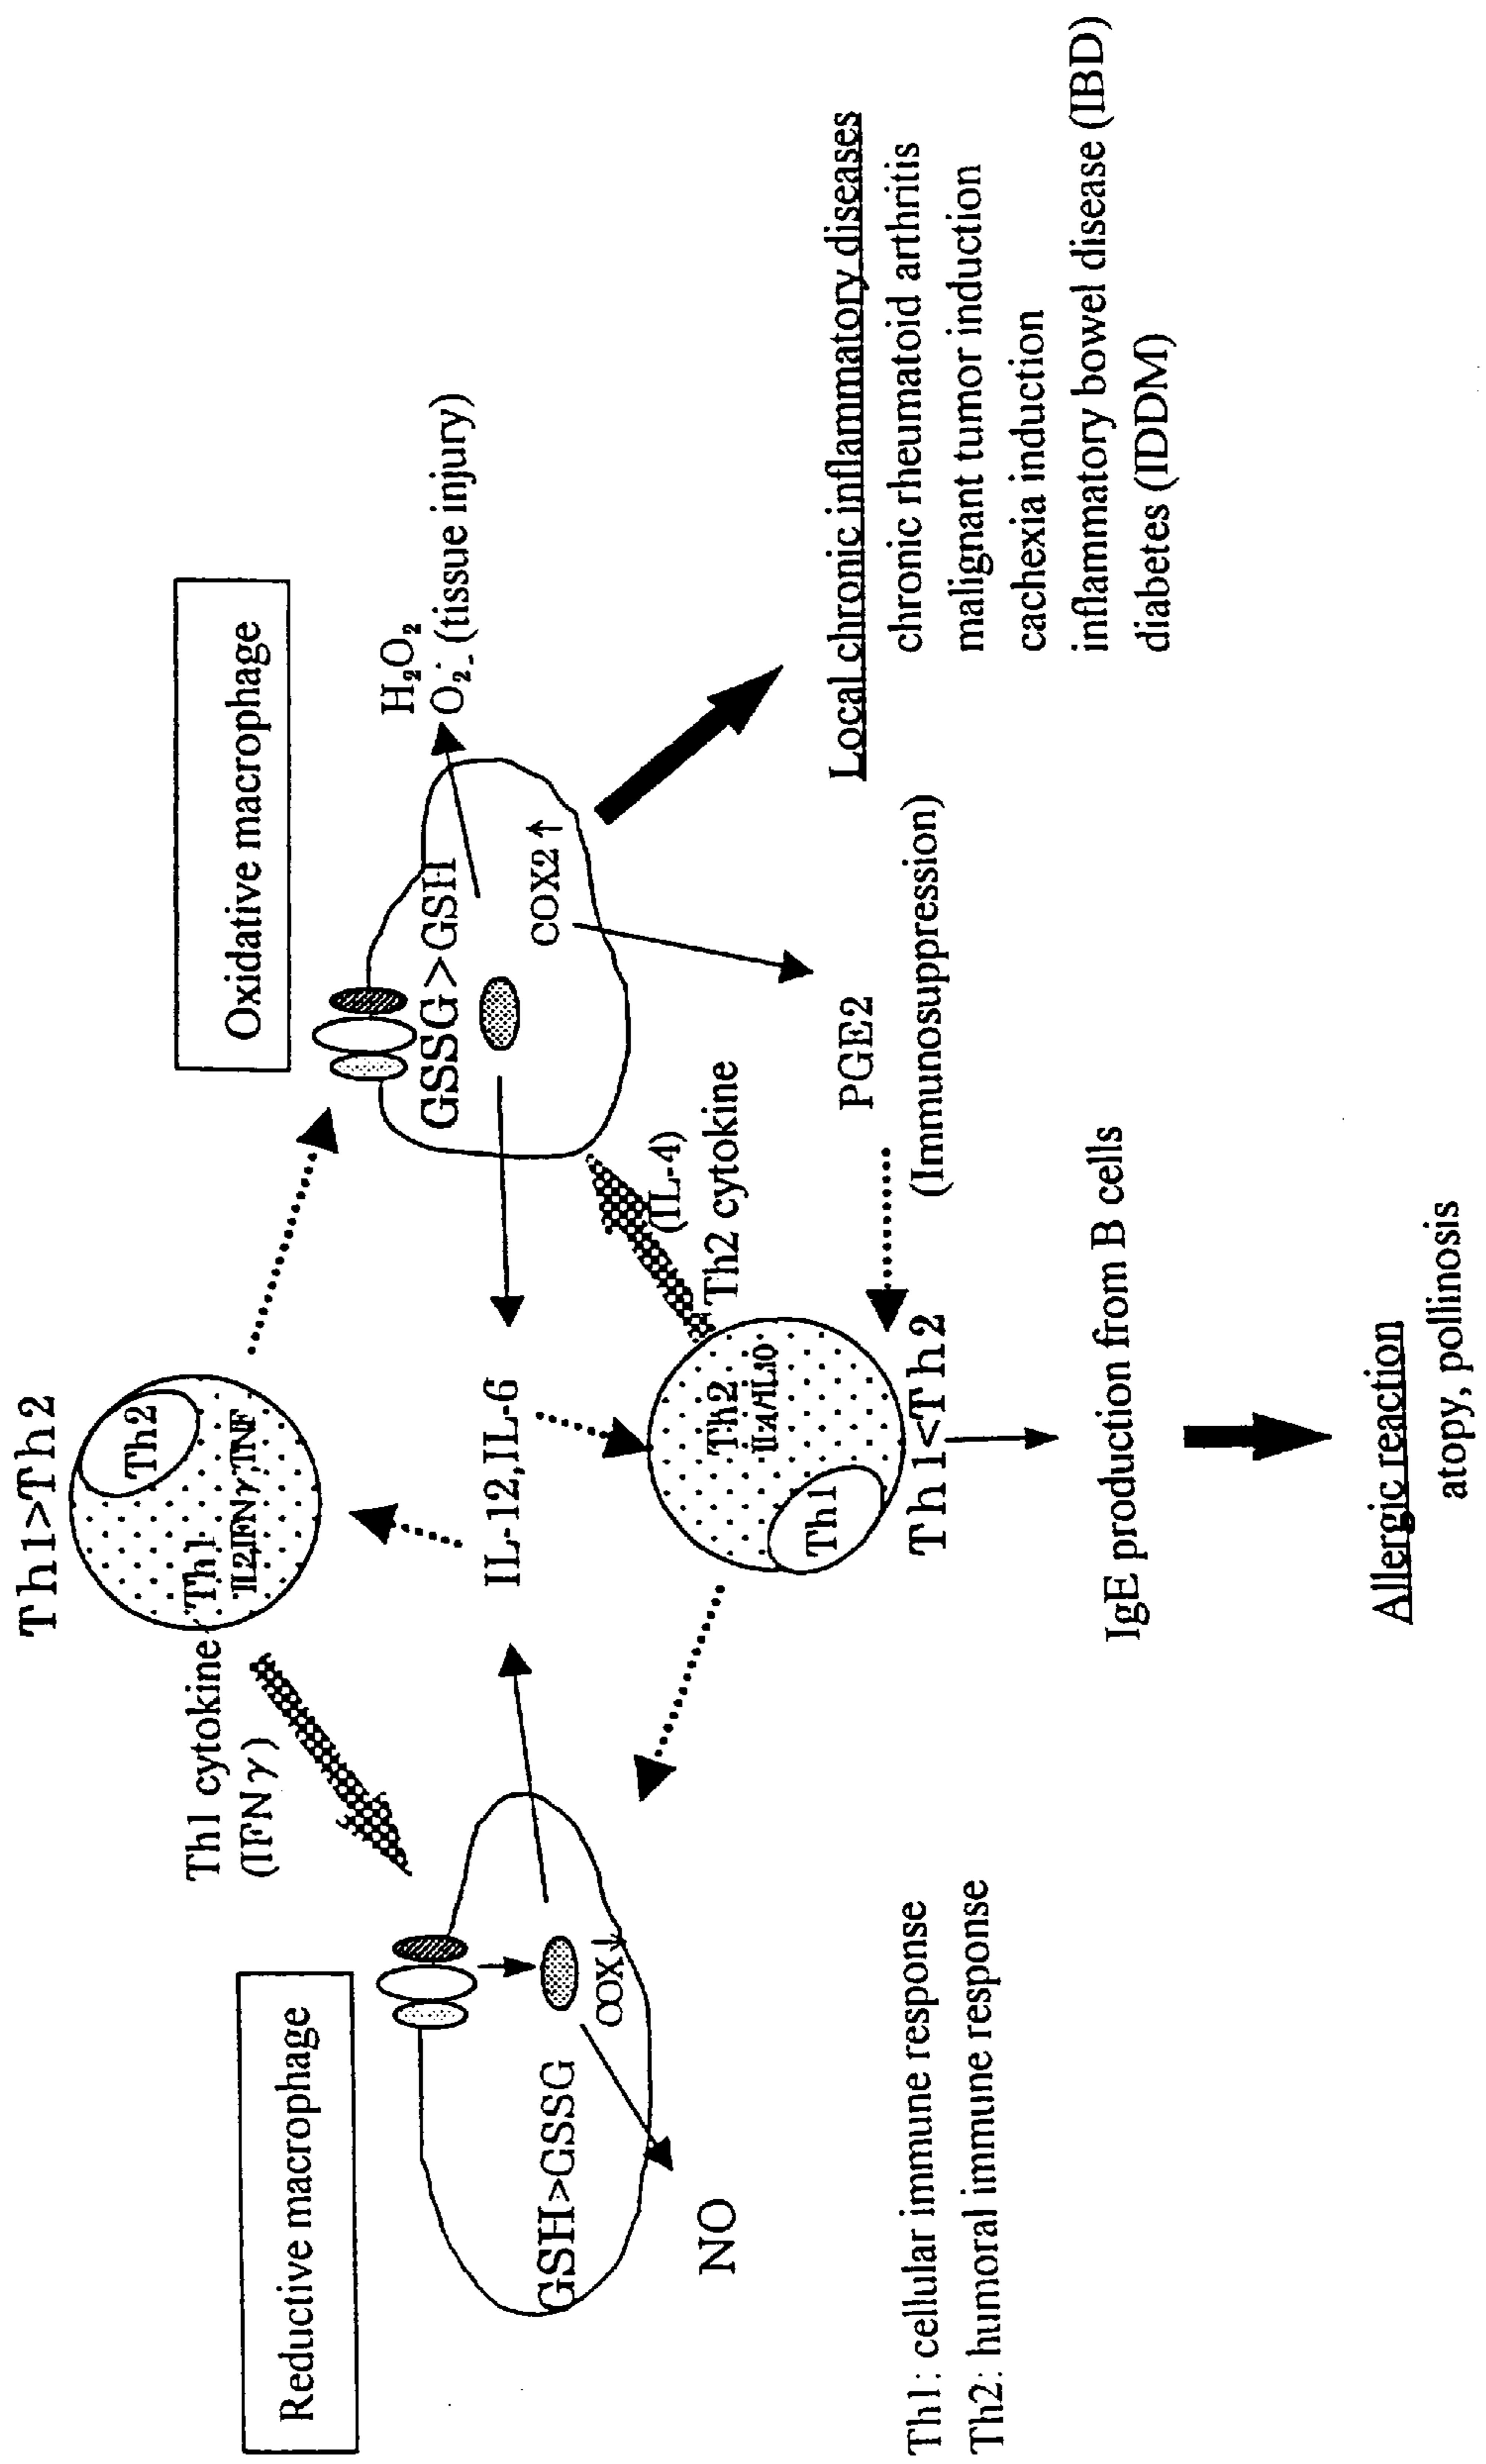 Th1>Th2
Th2
Th1
IL2,IFNγ,TNF
Th1 cytokine
(IFNγ)
Reductive macrophage
Oxidative macrophage
GSH>GSSG
COX↓
NO
IL-12,IL-6
GSSG>GSH
COX2↑
H₂O₂
O₂⁻ (tissue injury)
(IL-4)
Th2 cytokine
Th2
IL4/IL10
Th1
Th1<Th2
PGE2
(Immunosuppression)
Local chronic inflammatory diseases
chronic rheumatoid arthritis
malignant tumor induction
cachexia induction
inflammatory bowel disease (IBD)
diabetes (IDDM)
IgE production from B cells
Allergic reaction
atopy, pollinosis
Th1: cellular immune response
Th2: humoral immune response